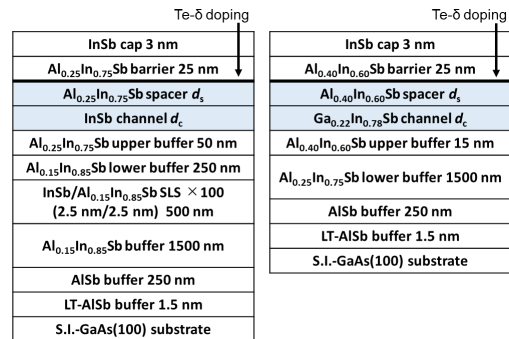 Te-δ doping
InSb cap 3 nm
Al0.25In0.75Sb barrier 25 nm
Al0.25In0.75Sb spacer ds
InSb channel dc
Al0.25In0.75Sb upper buffer 50 nm
Al0.15In0.85Sb lower buffer 250 nm
InSb/Al0.15In0.85Sb SLS ×100
(2.5 nm/2.5 nm) 500 nm
Al0.15In0.85Sb buffer 1500 nm
AlSb buffer 250 nm
LT-AlSb buffer 1.5 nm
S.I.-GaAs(100) substrate
Te-δ doping
InSb cap 3 nm
Al0.40In0.60Sb barrier 25 nm
Al0.40In0.60Sb spacer ds
Ga0.22In0.78Sb channel dc
Al0.40In0.60Sb upper buffer 15 nm
Al0.25In0.75Sb lower buffer 1500 nm
AlSb buffer 250 nm
LT-AlSb buffer 1.5 nm
S.I.-GaAs(100) substrate